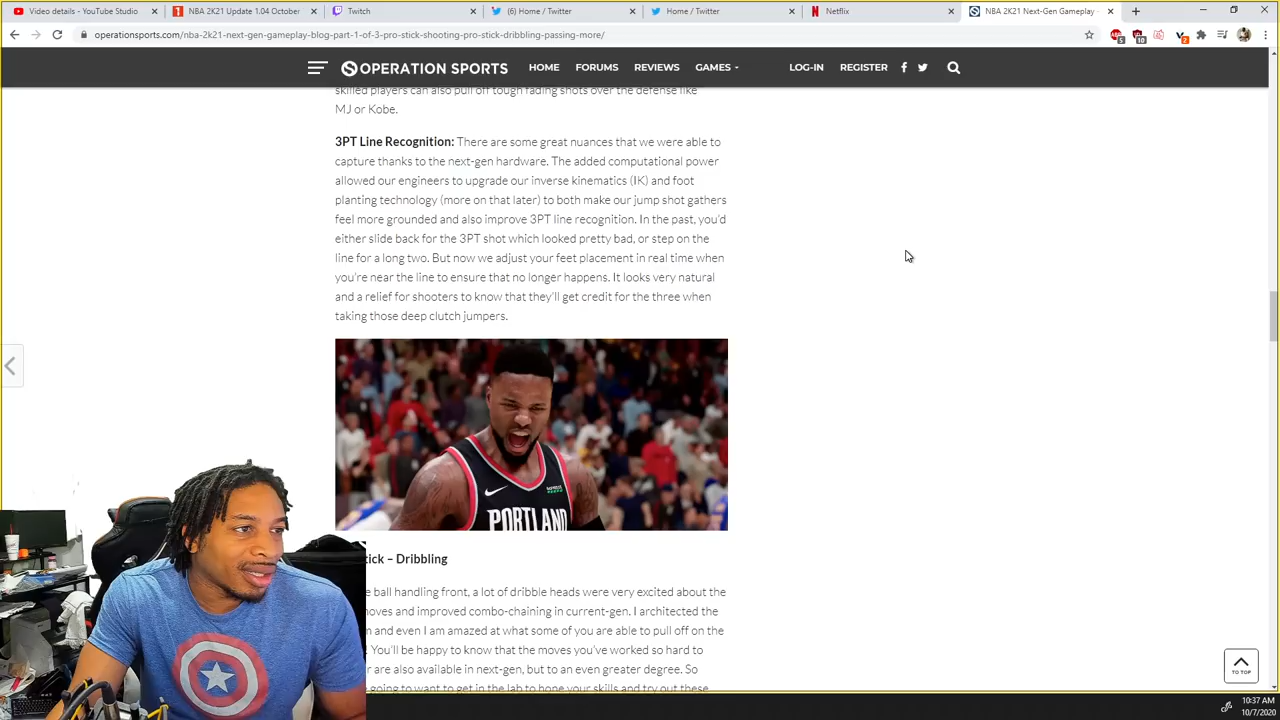 Video details - YouTube Studio
NBA 2K21 Update 1.04 October
Twitch
(6) Home / Twitter
Home / Twitter
Netflix
NBA 2K21 Next-Gen Gameplay
operationsports.com/nba-2k21-next-gen-gameplay-blog-part-1-of-3-pro-stick-shooting-pro-stick-dribbling-passing-more/
OPERATION SPORTS HOME FORUMS REVIEWS GAMES LOG-IN REGISTER
skilled players can also pull off tough fading shots over the defense like
MJ or Kobe.
3PT Line Recognition: There are some great nuances that we were able to
capture thanks to the next-gen hardware. The added computational power
allowed our engineers to upgrade our inverse kinematics (IK) and foot
planting technology (more on that later) to both make our jump shot gathers
feel more grounded and also improve 3PT line recognition. In the past, you'd
either slide back for the 3PT shot which looked pretty bad, or step on the
line for a long two. But now we adjust your feet placement in real time when
you're near the line to ensure that no longer happens. It looks very natural
and a relief for shooters to know that they'll get credit for the three when
taking those deep clutch jumpers.
PORTLAND
tick – Dribbling
ball handling front, a lot of dribble heads were very excited about the
moves and improved combo-chaining in current-gen. I architected the
and even I am amazed at what some of you are able to pull off on the
You'll be happy to know that the moves you've worked so hard to
are also available in next-gen, but to an even greater degree. So
going to want to get in the lab to hone your skills and try out these
TO TOP
10:37 AM
10/7/2020